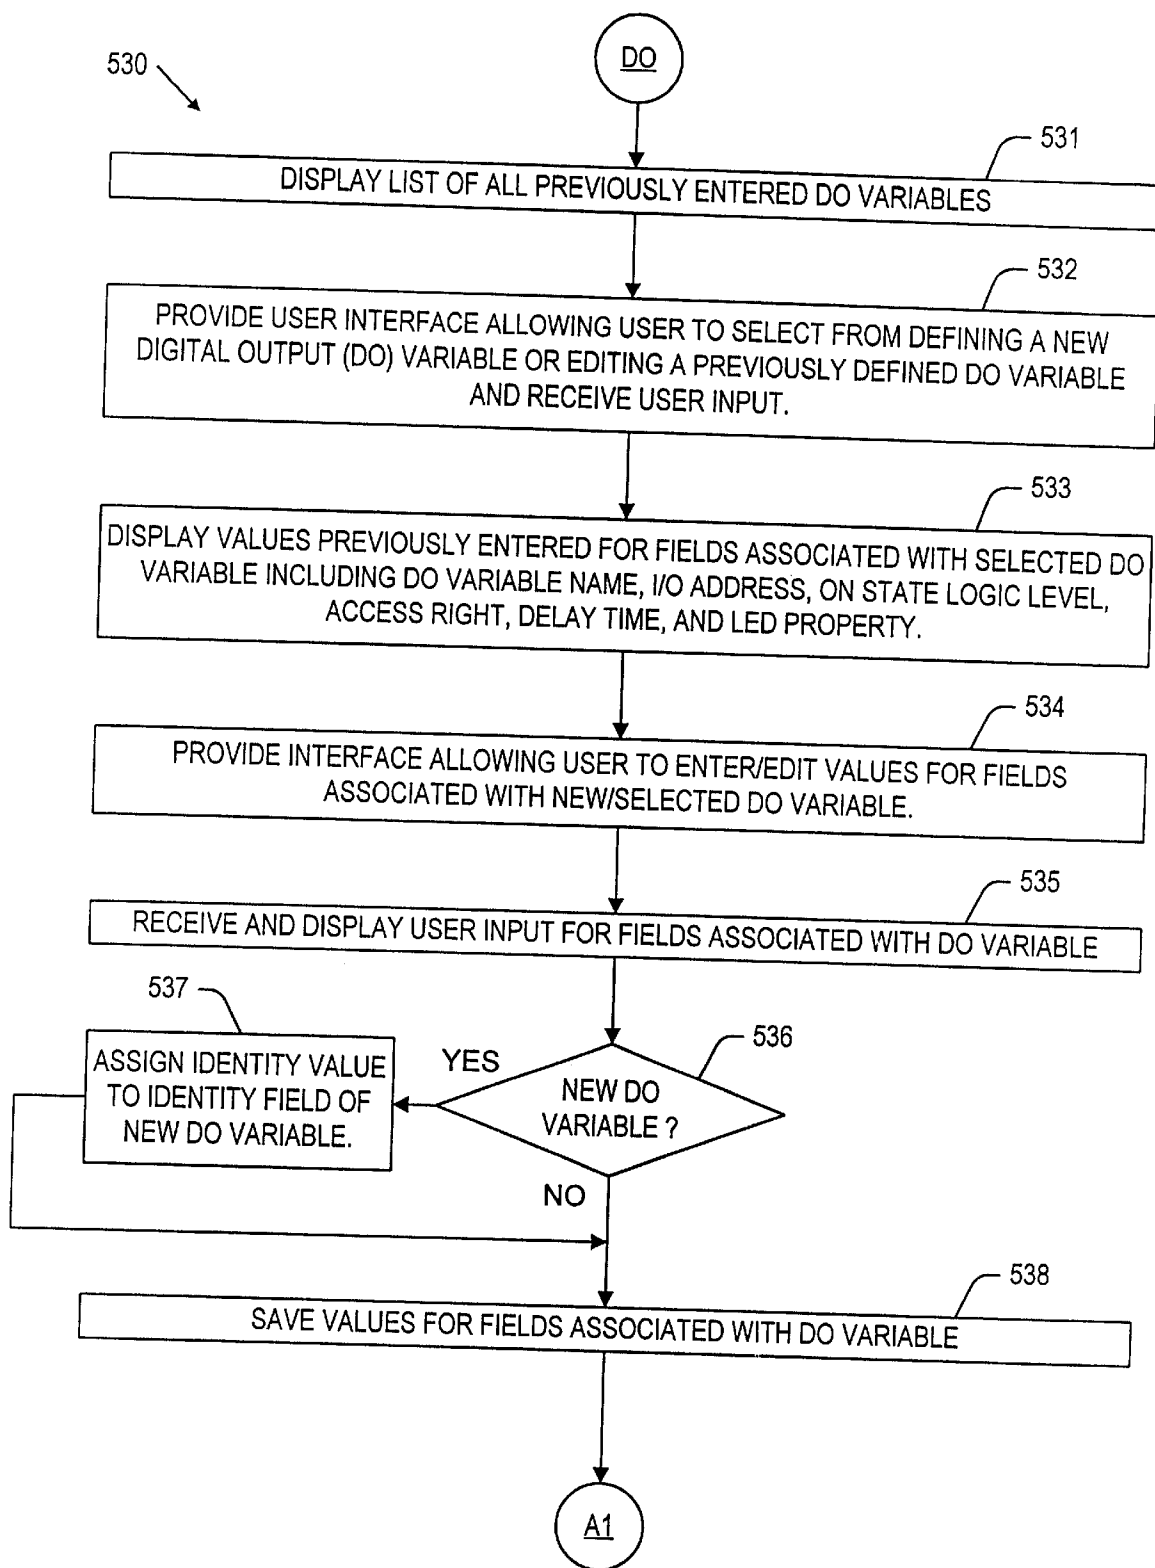 DO
530
531
DISPLAY LIST OF ALL PREVIOUSLY ENTERED DO VARIABLES
532
PROVIDE USER INTERFACE ALLOWING USER TO SELECT FROM DEFINING A NEW
DIGITAL OUTPUT (DO) VARIABLE OR EDITING A PREVIOUSLY DEFINED DO VARIABLE
AND RECEIVE USER INPUT.
533
DISPLAY VALUES PREVIOUSLY ENTERED FOR FIELDS ASSOCIATED WITH SELECTED DO
VARIABLE INCLUDING DO VARIABLE NAME, I/O ADDRESS, ON STATE LOGIC LEVEL,
ACCESS RIGHT, DELAY TIME, AND LED PROPERTY.
534
PROVIDE INTERFACE ALLOWING USER TO ENTER/EDIT VALUES FOR FIELDS
ASSOCIATED WITH NEW/SELECTED DO VARIABLE.
535
RECEIVE AND DISPLAY USER INPUT FOR FIELDS ASSOCIATED WITH DO VARIABLE
537
536
ASSIGN IDENTITY VALUE
TO IDENTITY FIELD OF
NEW DO VARIABLE.
YES
NEW DO
VARIABLE ?
NO
538
SAVE VALUES FOR FIELDS ASSOCIATED WITH DO VARIABLE
A1